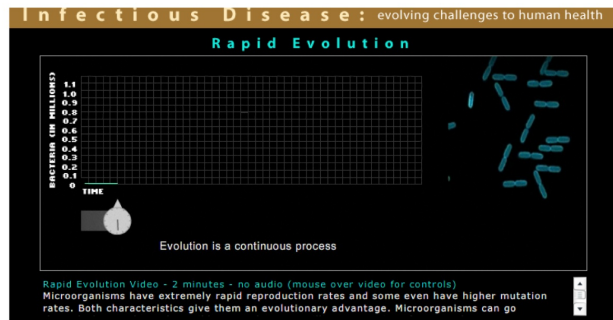 Infectious Disease: evolving challenges to human health
Rapid Evolution
BACTERIA (IN MILLIONS)
1.1
1.0
0.9
0.8
0.7
0.6
0.5
0.4
0.3
0.2
0.1
0
TIME
Evolution is a continuous process
Rapid Evolution Video - 2 minutes - no audio (mouse over video for controls)
Microorganisms have extremely rapid reproduction rates and some even have higher mutation
rates. Both characteristics give them an evolutionary advantage. Microorganisms can go